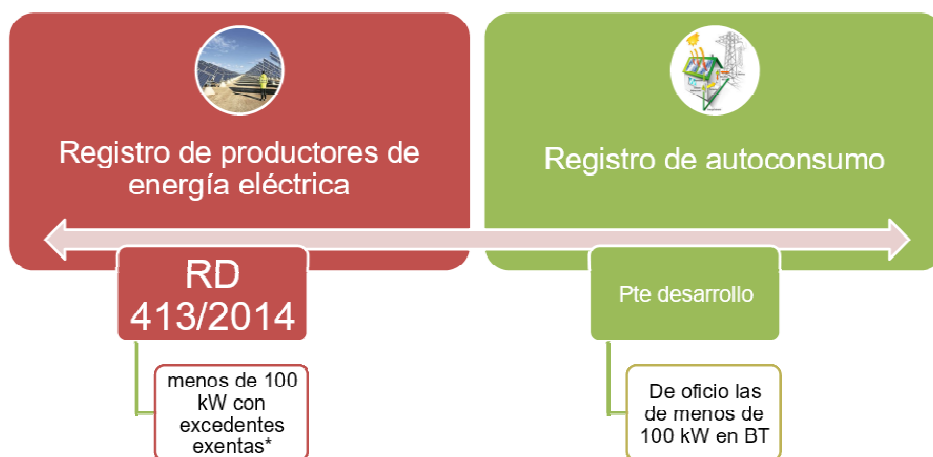 Registro de productores de
energía eléctrica
Registro de autoconsumo
RD
413/2014
Pte desarrollo
menos de 100
kW con
excedentes
exentas*
De oficio las
de menos de
100 kW en BT